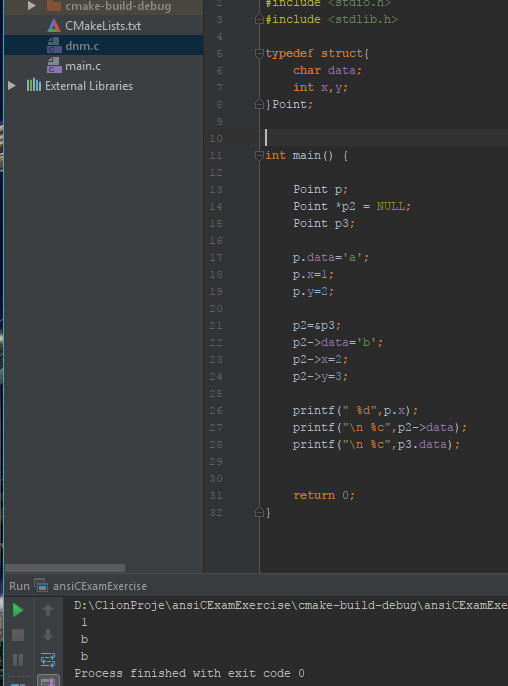 cmake-build-debug
CMakeLists.txt
dnm.c
main.c
External Libraries
2 #include <stdio.h>
3 #include <stdlib.h>
4
5 typedef struct{
6 char data;
7 int x,y;
8 }Point;
9
10
11 int main() {
12
13 Point p;
14 Point *p2 = NULL;
15 Point p3;
16
17 p.data='a';
18 p.x=1;
19 p.y=2;
20
21 p2=&p3;
22 p2->data='b';
23 p2->x=2;
24 p2->y=3;
25
26 printf(" %d",p.x);
27 printf("\n %c",p2->data);
28 printf("\n %c",p3.data);
29
30
31 return 0;
32 }
Run ansiCExamExercise
D:\ClionProje\ansiCExamExercise\cmake-build-debug\ansiCExamExe
1
b
b
Process finished with exit code 0